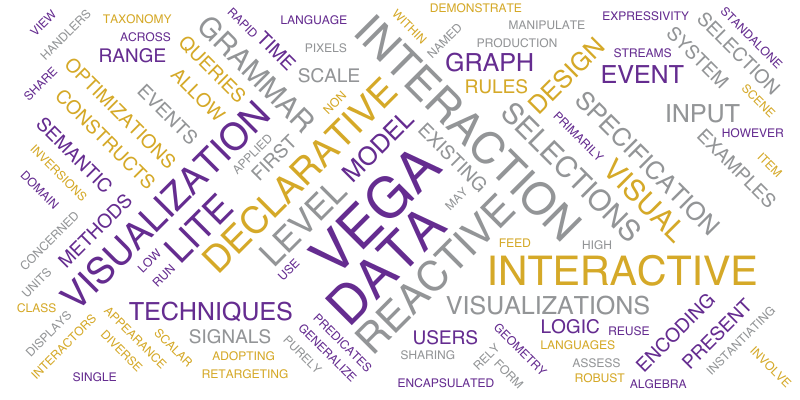 VIEW
HANDLERS
TAXONOMY
ACROSS
RANGE
RAPID
TIME
LANGUAGE
PIXELS
SCALE
GRAMMAR
QUERIES
ALLOW
SHARE
OPTIMIZATIONS
CONSTRUCTS
EVENTS
SEMANTIC
INVERSIONS
DOMAIN
METHODS
CONCERNED
UNITS
VISUALIZATION
LITE
LOW
RUN
APPLIED
FIRST
NON
DECLARATIVE
LEVEL
USE
MODEL
VEGA
DATA
REACTIVE
INTERACTION
WITHIN
NAMED
DEMONSTRATE
MANIPULATE
PRODUCTION
GRAPH
RULES
DESIGN
EXPRESSIVITY
STREAMS
EVENT
SELECTION
STANDALONE
SYSTEM
SCENE
INPUT
HOWEVER
EXAMPLES
ITEM
SPECIFICATION
SELECTIONS
PRIMARILY
VISUAL
EXISTING
MAY
FEED
HIGH
INTERACTIVE
VISUALIZATIONS
CLASS
DISPLAYS
INTERACTORS
APPEARANCE
DIVERSE
SCALAR
SINGLE
TECHNIQUES
SIGNALS
ADOPTING
RETARGETING
PURELY
PREDICATES
GENERALIZE
USERS
SHARING
ENCAPSULATED
RELY
FORM
GEOMETRY
LOGIC
REUSE
LANGUAGES
ASSESS
ROBUST
ALGEBRA
ENCODING
PRESENT
INSTANTIATING
INVOLVE